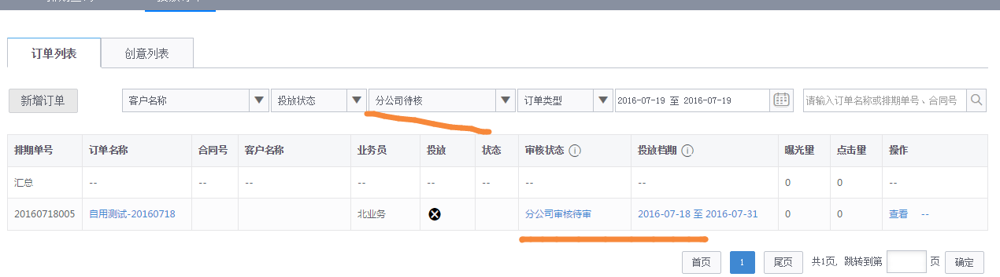 订单列表 创意列表
新增订单 客户名称 投放状态 分公司待核 订单类型 2016-07-19 至 2016-07-19 请输入订单名称或排期单号、合同号
排期单号 订单名称 合同号 客户名称 业务员 投放 状态 审核状态 投放档期 曝光量 点击量 操作
汇总 -- -- -- -- -- -- -- -- 0 0 --
20160718005 自用测试-20160718 北业务 分公司审核待审 2016-07-18 至 2016-07-31 0 0 查看 --
首页 1 尾页 共1页, 跳转到第 页 确定